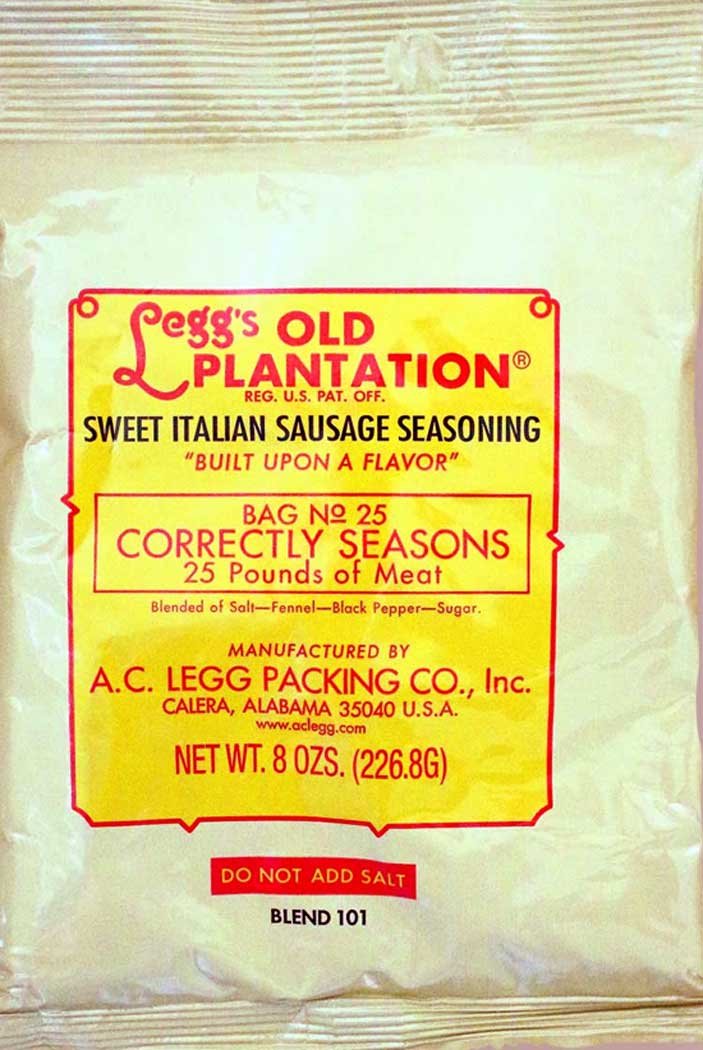 Legg's OLD
PLANTATION®
REG. U.S. PAT. OFF.
SWEET ITALIAN SAUSAGE SEASONING
"BUILT UPON A FLAVOR"
BAG Nº 25
CORRECTLY SEASONS
25 Pounds of Meat
Blended of Salt—Fennel—Black Pepper—Sugar.
MANUFACTURED BY
A.C. LEGG PACKING CO., Inc.
CALERA, ALABAMA 35040 U.S.A.
www.aclegg.com
NET WT. 8 OZS. (226.8G)
DO NOT ADD SALT
BLEND 101